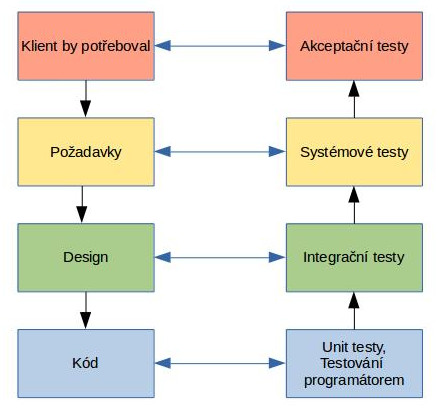 Klient by potřeboval
Akceptační testy
Požadavky
Systémové testy
Design
Integrační testy
Kód
Unit testy,
Testování
programátorem